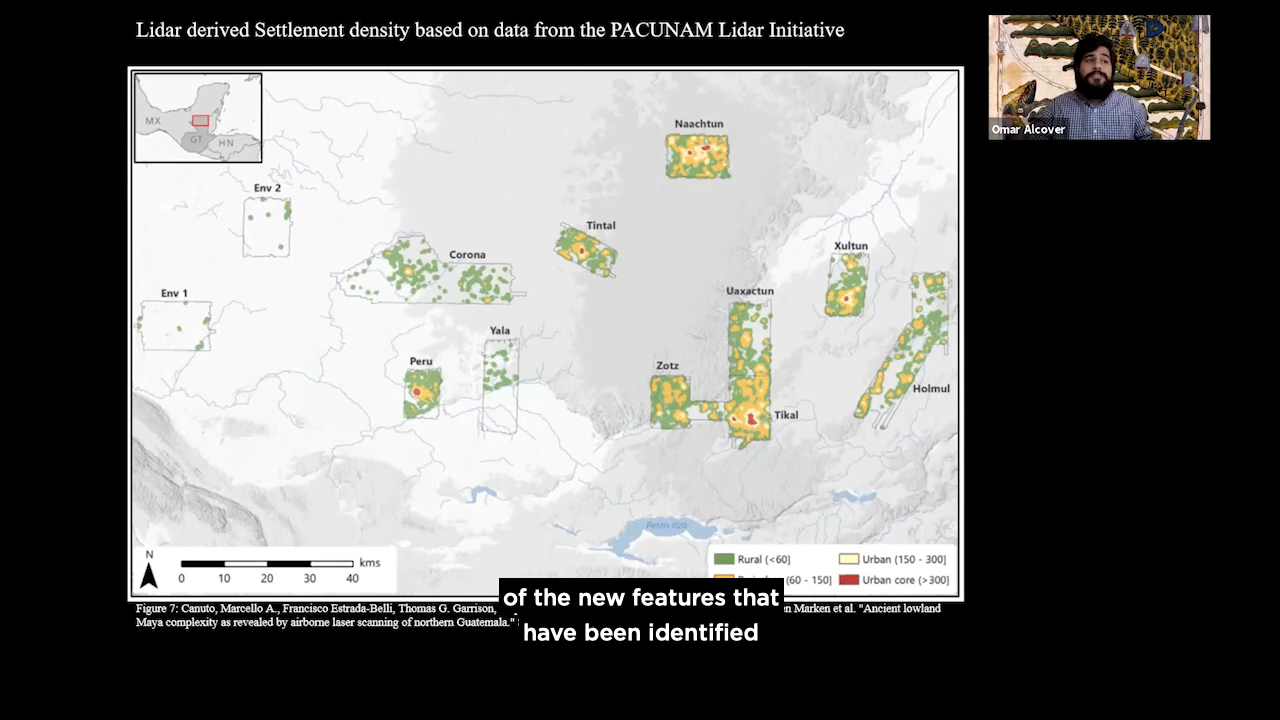 Lidar derived Settlement density based on data from the PACUNAM Lidar Initiative
Omar Alcover
MX
GT
HN
Naachtun
Env 2
Tintal
Corona
Xultun
Env 1
Uaxactun
Yala
Peru
Zotz
Holmul
Tikal
Peten Itza
N
kms
0 10 20 30 40
Rural (<60)
Urban (150 - 300)
(60 - 150)
Urban core (>300)
of the new features that
have been identified
Figure 7: Canuto, Marcello A., Francisco Estrada-Belli, Thomas G. Garrison, Marken et al. "Ancient lowland
Maya complexity as revealed by airborne laser scanning of northern Guatemala."